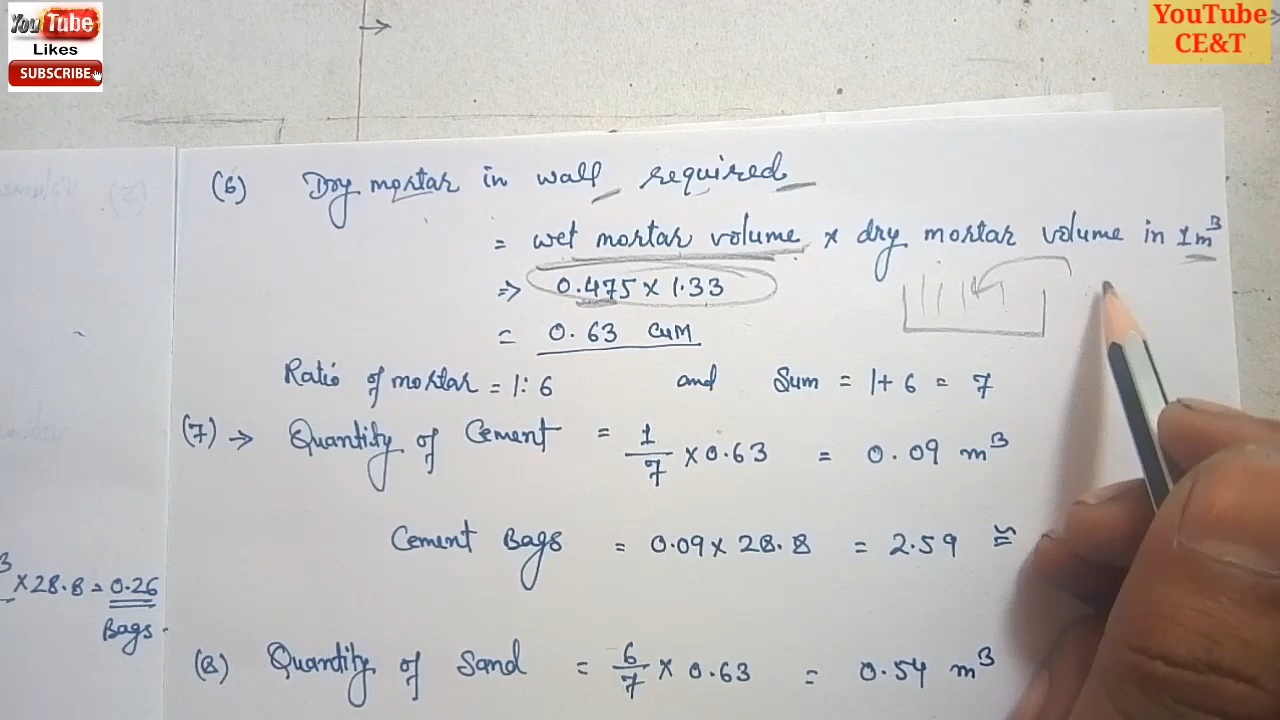 YouTube
Likes
SUBSCRIBE
YouTube
CE&T
(6) Dry mortar in wall required
= wet mortar volume × dry mortar volume in 1m³
⇒ 0.475 × 1.33
= 0.63 CUM
Ratio of mortar = 1:6 and Sum = 1+6 = 7
(7) → Quantity of Cement = 1/7 × 0.63 = 0.09 m³
Cement Bags = 0.09 × 28.8 = 2.59 ≅
3 × 28.8 = 0.26
Bags.
(8) Quantity of Sand = 6/7 × 0.63 = 0.54 m³